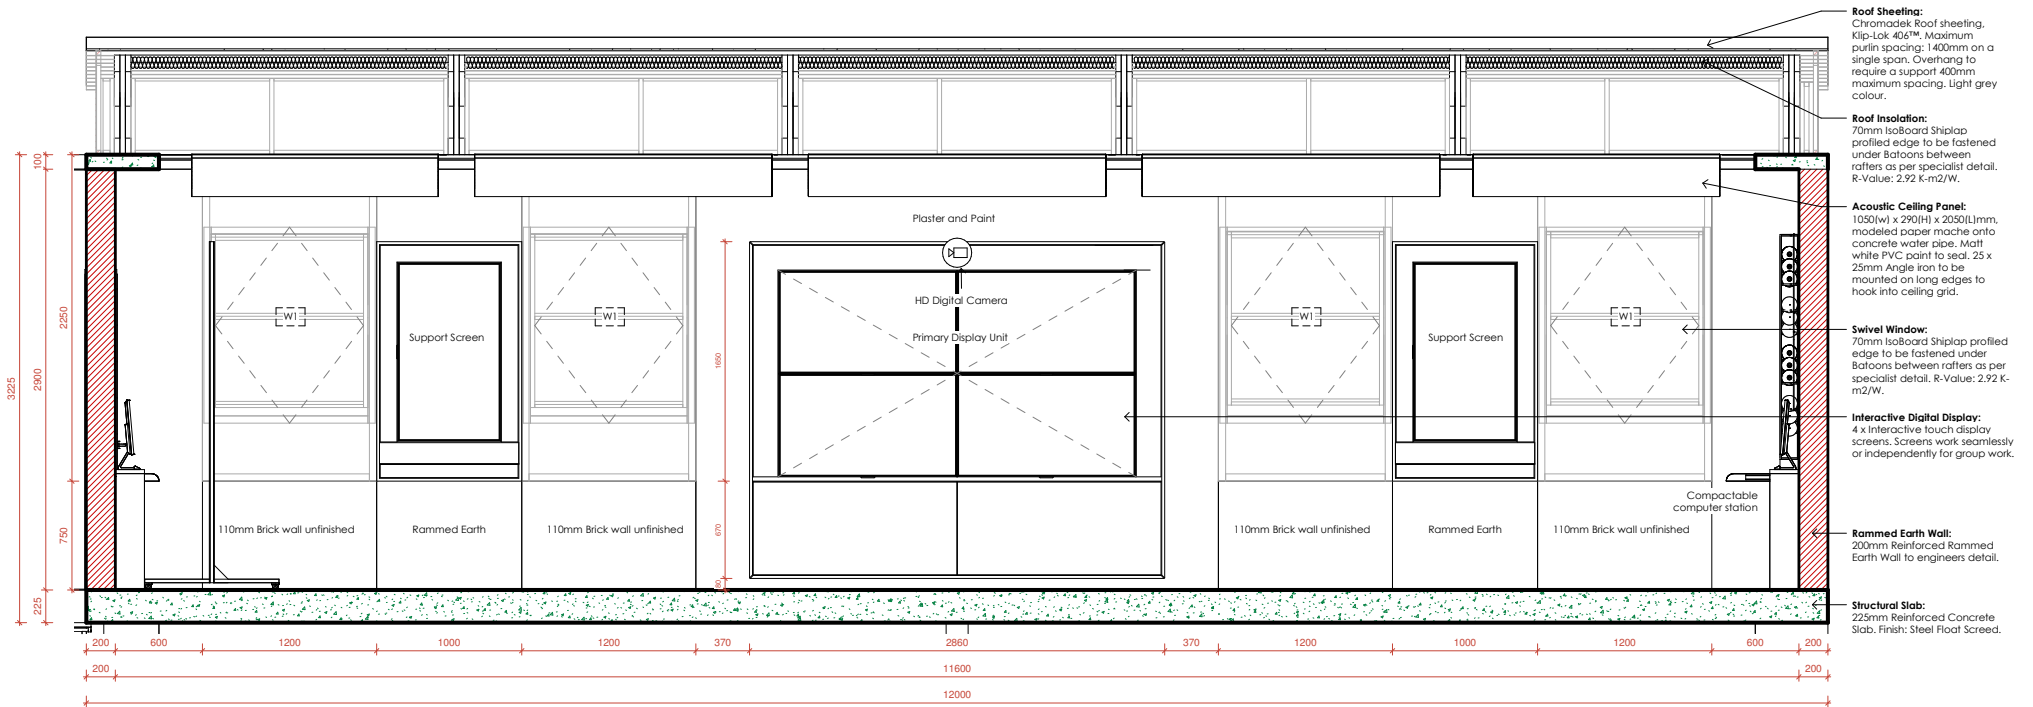 Roof Sheeting:
Chromadek Roof sheeting,
Klip-Lok 406™. Maximum
purlin spacing: 1400mm on a
single span. Overhang to
require a support 400mm
maximum spacing. Light grey
colour.
Roof Insolation:
70mm IsoBoard Shiplap
profiled edge to be fastened
under Batoons between
rafters as per specialist detail.
R-Value: 2.92 K-m2/W.
Acoustic Ceiling Panel:
1050(w) x 290(H) x 2050(L)mm,
modeled paper mache onto
concrete water pipe. Matt
white PVC paint to seal. 25 x
25mm Angle iron to be
mounted on long edges to
hook into ceiling grid.
Swivel Window:
70mm IsoBoard Shiplap profiled
edge to be fastened under
Batoons between rafters as per
specialist detail. R-Value: 2.92 K-
m2/W.
Interactive Digital Display:
4 x Interactive touch display
screens. Screens work seamlessly
or independently for group work.
Rammed Earth Wall:
200mm Reinforced Rammed
Earth Wall to engineers detail.
Structural Slab:
225mm Reinforced Concrete
Slab. Finish: Steel Float Screed.
Plaster and Paint
HD Digital Camera
Primary Display Unit
W1
Support Screen
W1
W1
Support Screen
W1
Compactable
computer station
110mm Brick wall unfinished
Rammed Earth
110mm Brick wall unfinished
110mm Brick wall unfinished
Rammed Earth
110mm Brick wall unfinished
3225
100
2900
225
2250
750
1650
670
80
200
600
1200
1000
1200
370
2860
370
1200
1000
1200
600
200
200
11600
200
12000